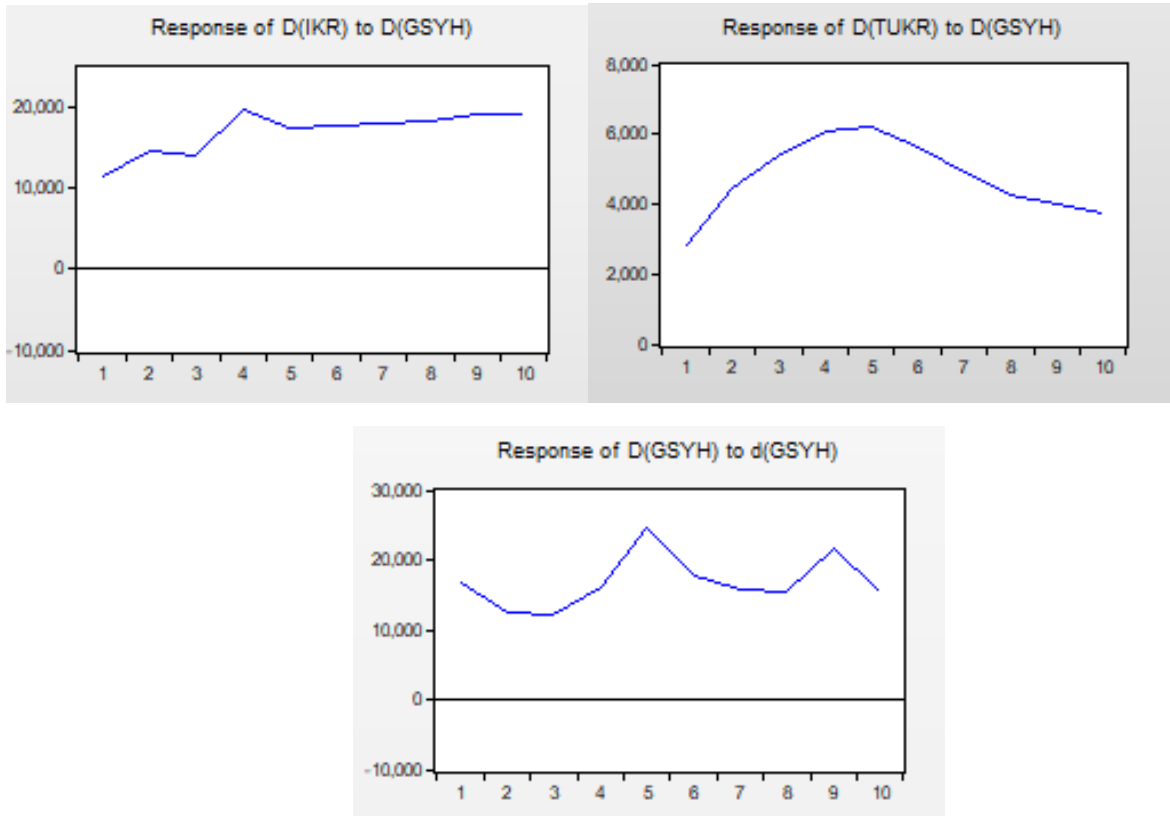 Response of D(IKR) to D(GSYH)
20,000
10,000
0
-10,000
1 2 3 4 5 6 7 8 9 10
Response of D(TUKR) to D(GSYH)
8,000
6,000
4,000
2,000
0
1 2 3 4 5 6 7 8 9 10
Response of D(GSYH) to d(GSYH)
30,000
20,000
10,000
0
-10,000
1 2 3 4 5 6 7 8 9 10